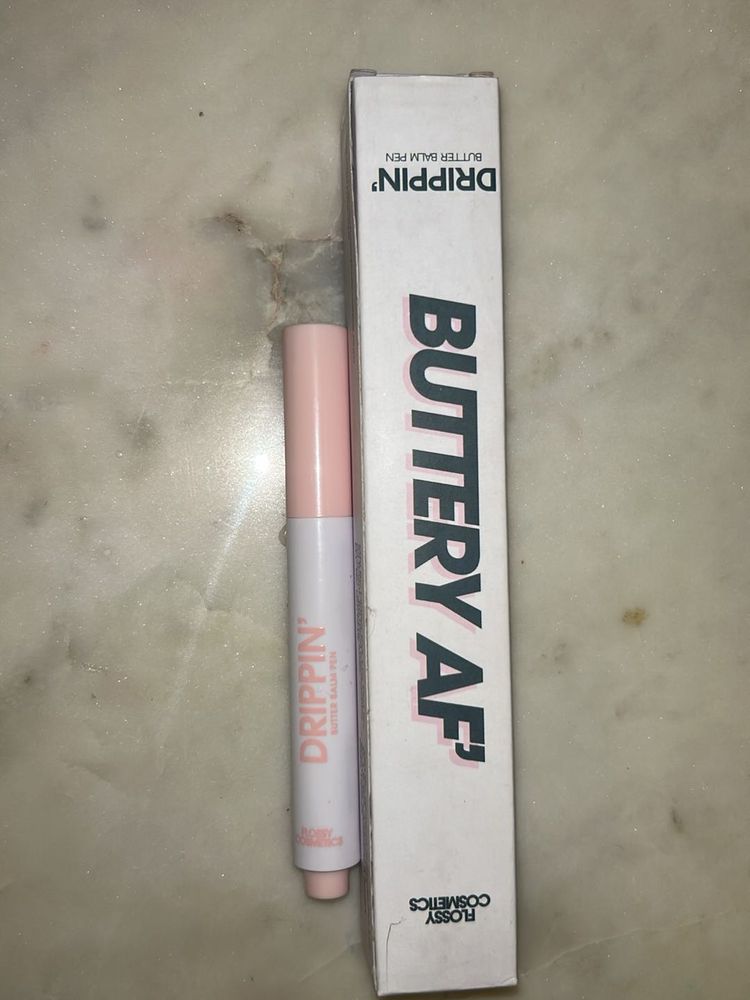 DRIPPIN'
BUTTER BALM PEN
BUTTERY AF'
FLOSSY
COSMETICS
DRIPPIN'
BUTTER BALM PEN
FLOSSY
COSMETICS